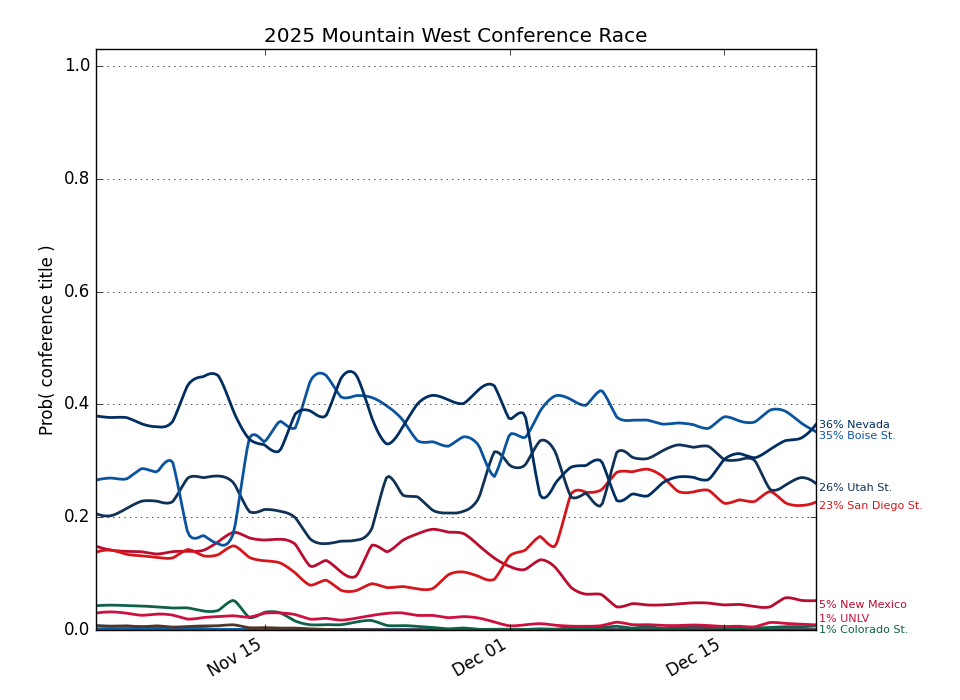 2025 Mountain West Conference Race
1.0
0.8
0.6
0.4
0.2
0.0
Prob( conference title )
36% Nevada
35% Boise St.
26% Utah St.
23% San Diego St.
5% New Mexico
1% UNLV
1% Colorado St.
Nov 15
Dec 01
Dec 15